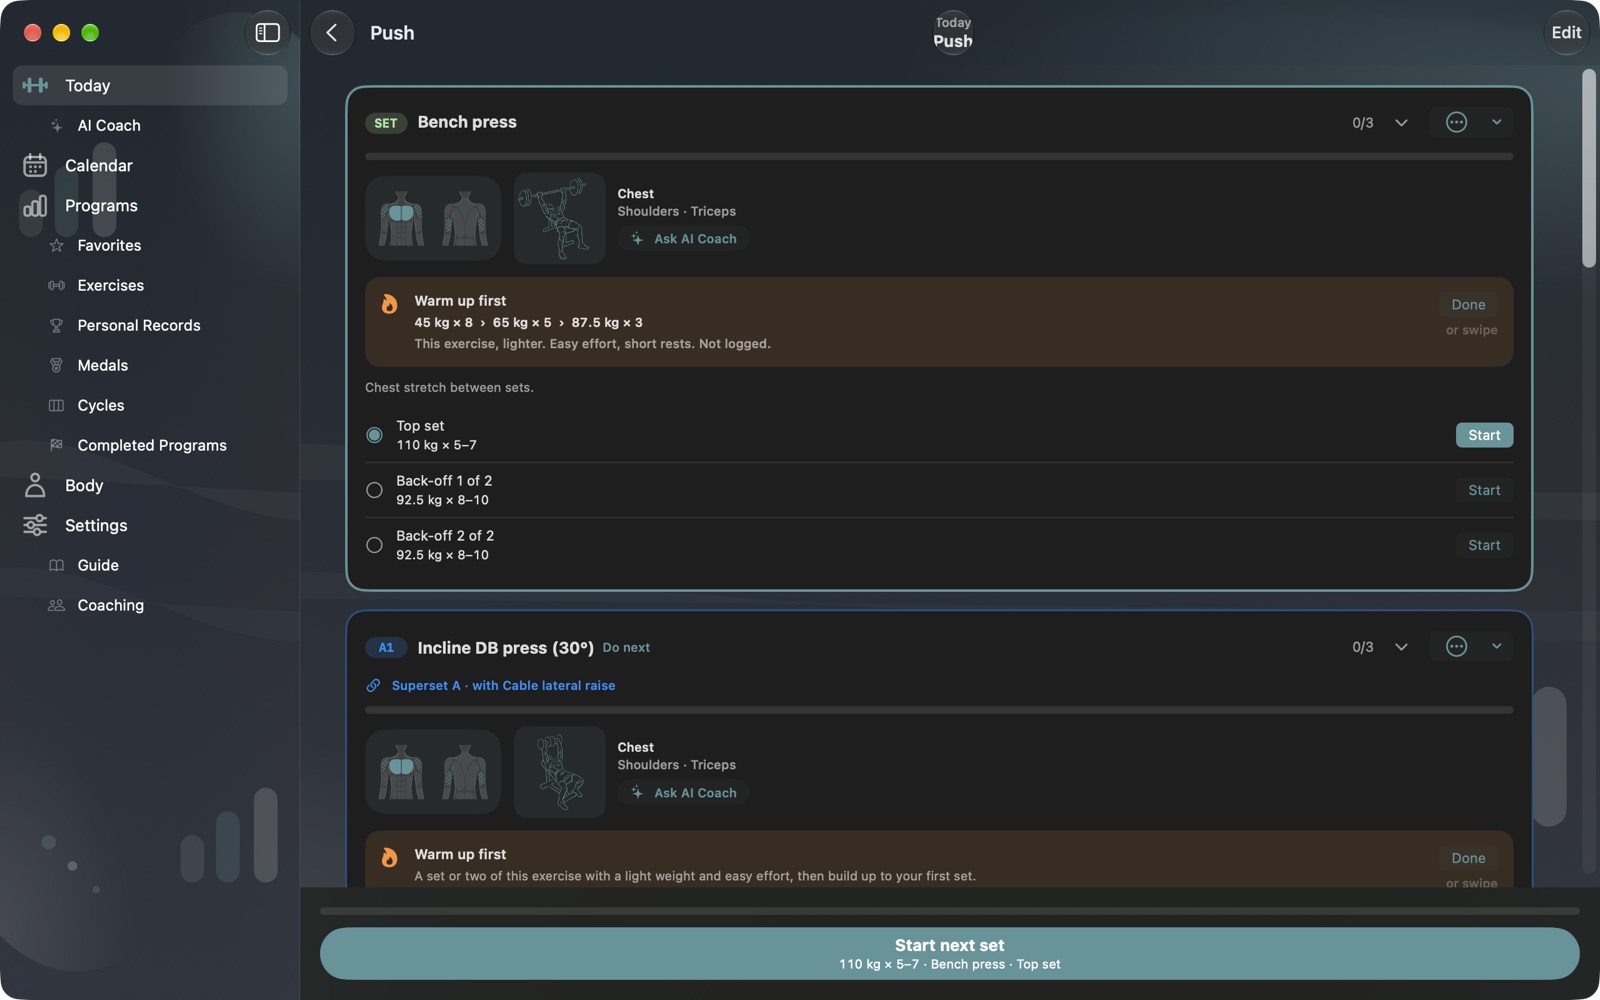 Today
AI Coach
Calendar
Programs
Favorites
Exercises
Personal Records
Medals
Cycles
Completed Programs
Body
Settings
Guide
Coaching
Push
Today
Push
Edit
SET Bench press 0/3
Chest
Shoulders · Triceps
Ask AI Coach
Warm up first
45 kg × 8 › 65 kg × 5 › 87.5 kg × 3
This exercise, lighter. Easy effort, short rests. Not logged.
Done
or swipe
Chest stretch between sets.
Top set
110 kg × 5–7
Start
Back-off 1 of 2
92.5 kg × 8–10
Start
Back-off 2 of 2
92.5 kg × 8–10
Start
A1 Incline DB press (30°) Do next 0/3
Superset A · with Cable lateral raise
Chest
Shoulders · Triceps
Ask AI Coach
Warm up first
A set or two of this exercise with a light weight and easy effort, then build up to your first set.
Done
or swipe
Start next set
110 kg × 5–7 · Bench press · Top set